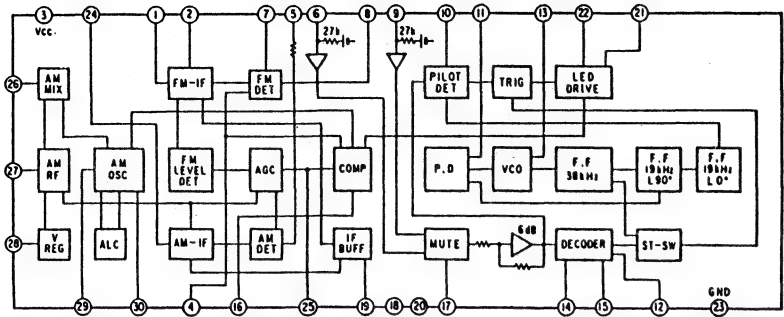 3 24 1 2 7 5 6 8 9 10 11 13 22 21
Vcc.
27k
27k
26
AM MIX
FM-IF
FM DET
PILOT DET
TRIG
LED DRIVE
27
AM RF
AM OSC
FM LEVEL DET
AGC
COMP
P.D
VCO
F.F 38kHz
F.F 19kHz L90°
F.F 19kHz L0°
28
V REG
ALC
AM-IF
AM DET
IF BUFF
MUTE
6dB
DECODER
ST-SW
GND
29 30 4 16 25 19 18 20 17 14 15 12 23